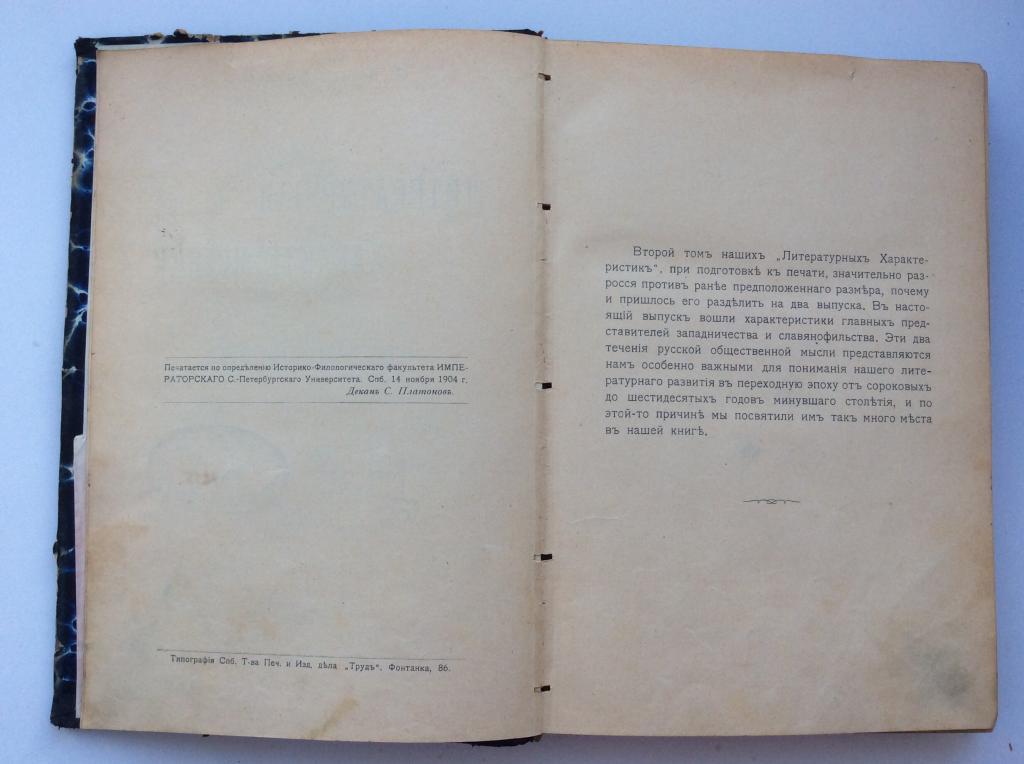 Печатается по опредѣленію Историко-Филологическаго факультета ИМПЕ-
РАТОРСКАГО С.-Петербургскаго Университета. Спб. 14 ноября 1904 г.
Деканъ С. Платоновъ.
Типографія Спб. Т-ва Печ. и Изд. дѣла „Трудъ“. Фонтанка, 86.
Второй томъ нашихъ „Литературныхъ Характе-
ристикъ“, при подготовкѣ къ печати, значительно раз-
росся противъ ранѣе предположеннаго размѣра, почему
и пришлось его раздѣлить на два выпуска. Въ насто-
ящій выпускъ вошли характеристики главныхъ пред-
ставителей западничества и славянофильства. Эти два
теченія русской общественной мысли представляются
намъ особенно важными для пониманія нашего лите-
ратурнаго развитія въ переходную эпоху отъ сороковыхъ
до шестидесятыхъ годовъ минувшаго столѣтія, и по
этой-то причинѣ мы посвятили имъ такъ много мѣста
въ нашей книгѣ.